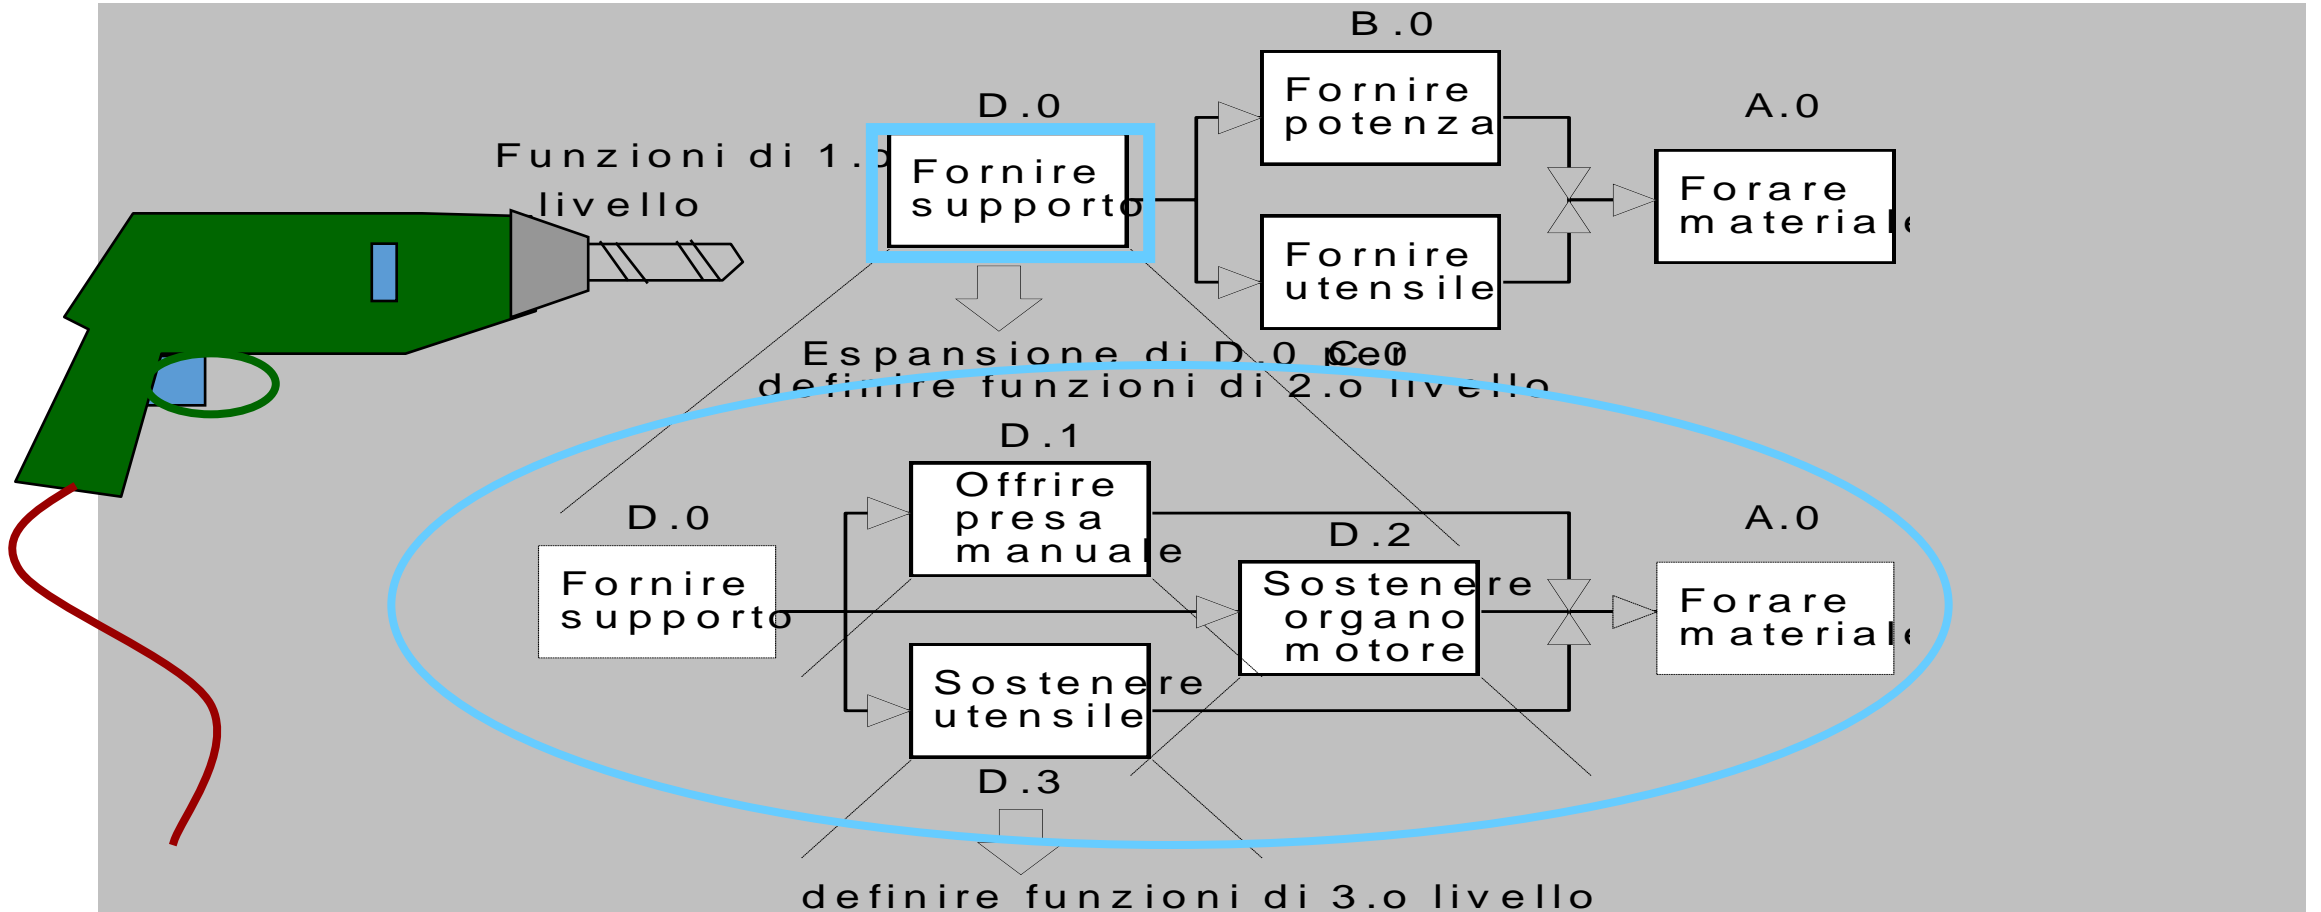 B.0
D.0
A.0
Fornire
potenza
Funzioni di 1.o
livello
Fornire
supporto
Forare
materiale
Fornire
utensile
C.0
Espansione di D.0 per
definire funzioni di 2.o livello
D.1
Offrire
presa
manuale
D.0
D.2
A.0
Fornire
supporto
Sostenere
organo
motore
Forare
materiale
Sostenere
utensile
D.3
definire funzioni di 3.o livello